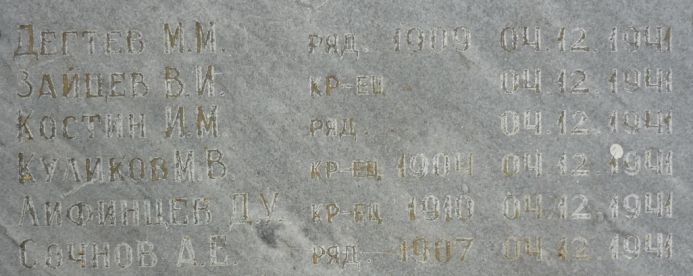 Дегтев М.М. ряд. 1909 04.12.1941
Зайцев В.И. кр-ец - 04.12.1941
Костин И.М. ряд. - 04.12.1941
Куликов М.В. кр-ец 1904 04.12.1941
Лифинцев Д.У. кр-ец 1910 04.12.1941
Сочнов А.Е. ряд. 1907 04.12.1941